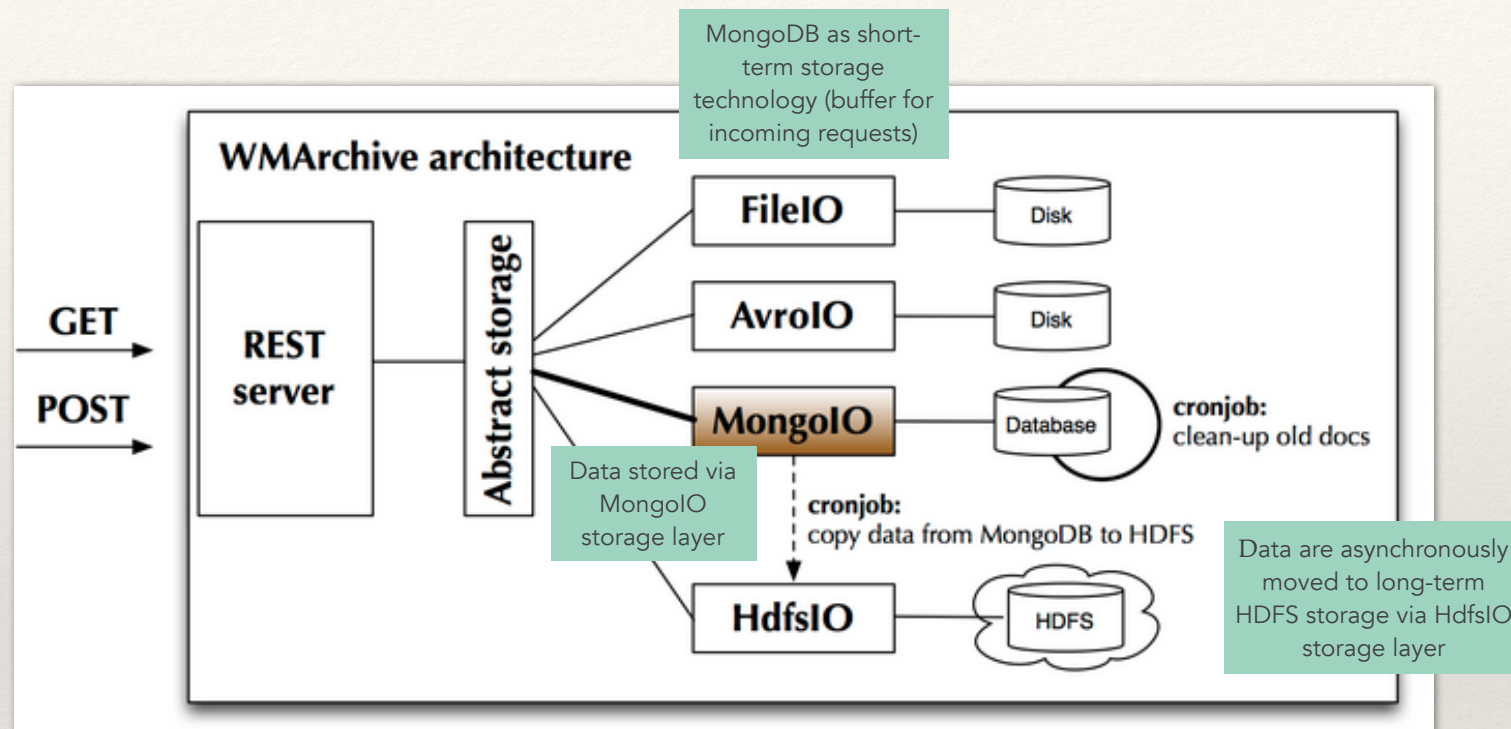 MongoDB as short-
term storage
technology (buffer for
incoming requests)
WMArchive architecture
GET
POST
REST
server
Abstract storage
FileIO
Disk
AvroIO
Disk
MongoIO
Database
cronjob:
clean-up old docs
Data stored via
MongoIO
storage layer
cronjob:
copy data from MongoDB to HDFS
HdfsIO
HDFS
Data are asynchronously
moved to long-term
HDFS storage via HdfsIO
storage layer